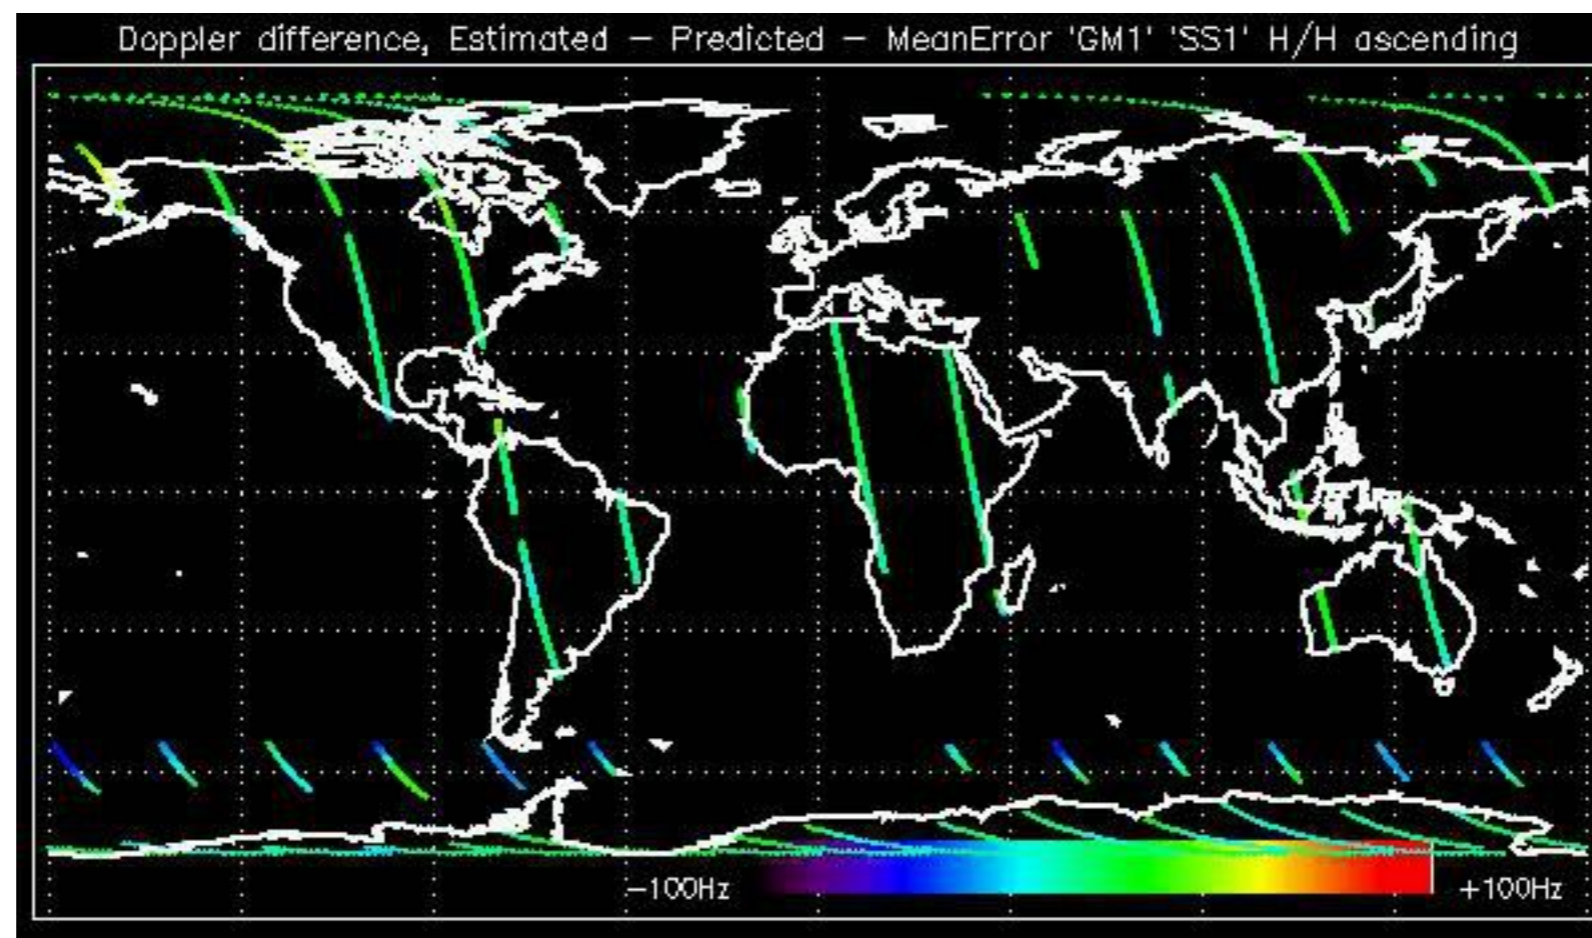 Doppler difference, Estimated – Predicted – MeanError 'GM1' 'SS1' H/H ascending
–100Hz
+100Hz